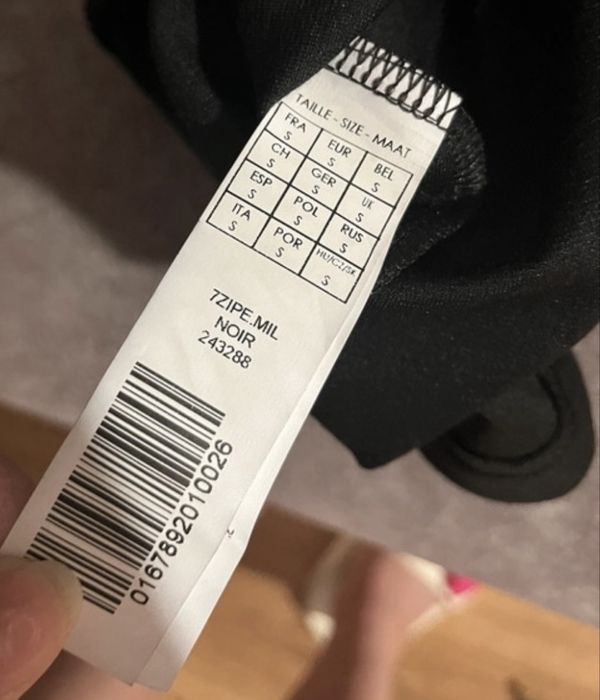 TAILLE - SIZE - MAAT
FRA EUR BEL
S S S
CH GER UK
S S S
ESP POL RUS
S S S
ITA POR HU/CZ/SK
S S S
7ZIPE.MIL
NOIR
243288
0167892010026